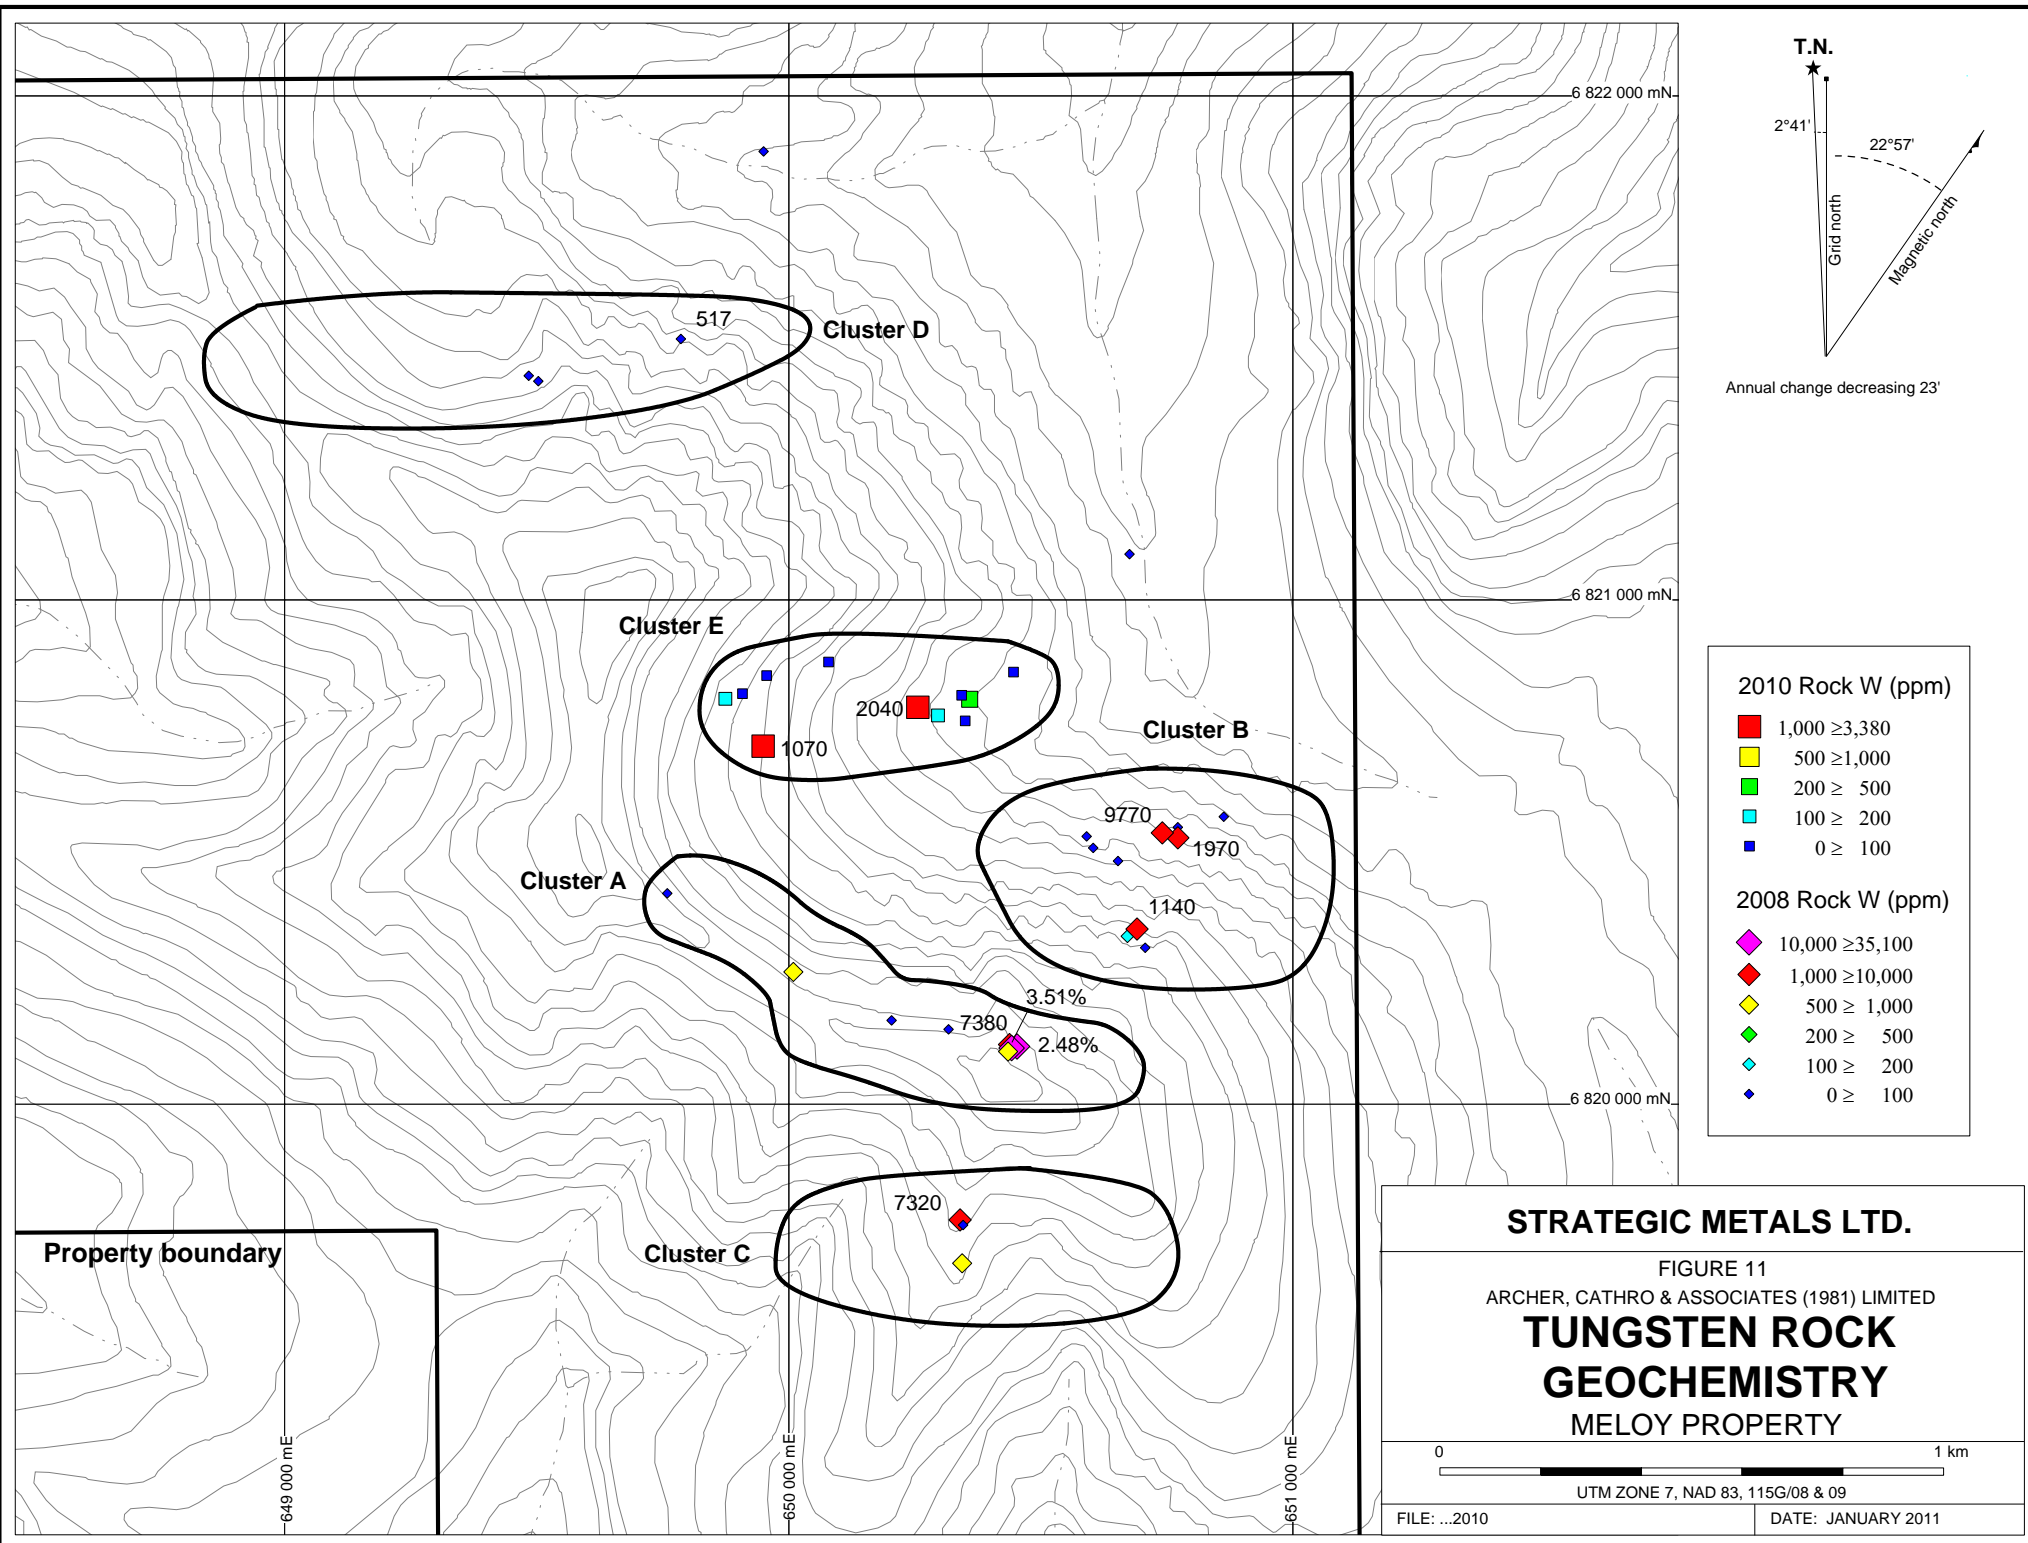 T.N.
2°41'
22°57'
Grid north
Magnetic north
Annual change decreasing 23'
6 822 000 mN
517
Cluster D
6 821 000 mN
Cluster E
2040
1070
Cluster B
9770
1970
Cluster A
1140
3.51%
7380
2.48%
6 820 000 mN
7320
Cluster C
Property boundary
649 000 mE
650 000 mE
651 000 mE
2010 Rock W (ppm)
1,000 ≥3,380
500 ≥1,000
200 ≥ 500
100 ≥ 200
0 ≥ 100
2008 Rock W (ppm)
10,000 ≥35,100
1,000 ≥10,000
500 ≥ 1,000
200 ≥ 500
100 ≥ 200
0 ≥ 100
STRATEGIC METALS LTD.
FIGURE 11
ARCHER, CATHRO & ASSOCIATES (1981) LIMITED
TUNGSTEN ROCK
GEOCHEMISTRY
MELOY PROPERTY
0 1 km
UTM ZONE 7, NAD 83, 115G/08 & 09
FILE: ...2010 DATE: JANUARY 2011